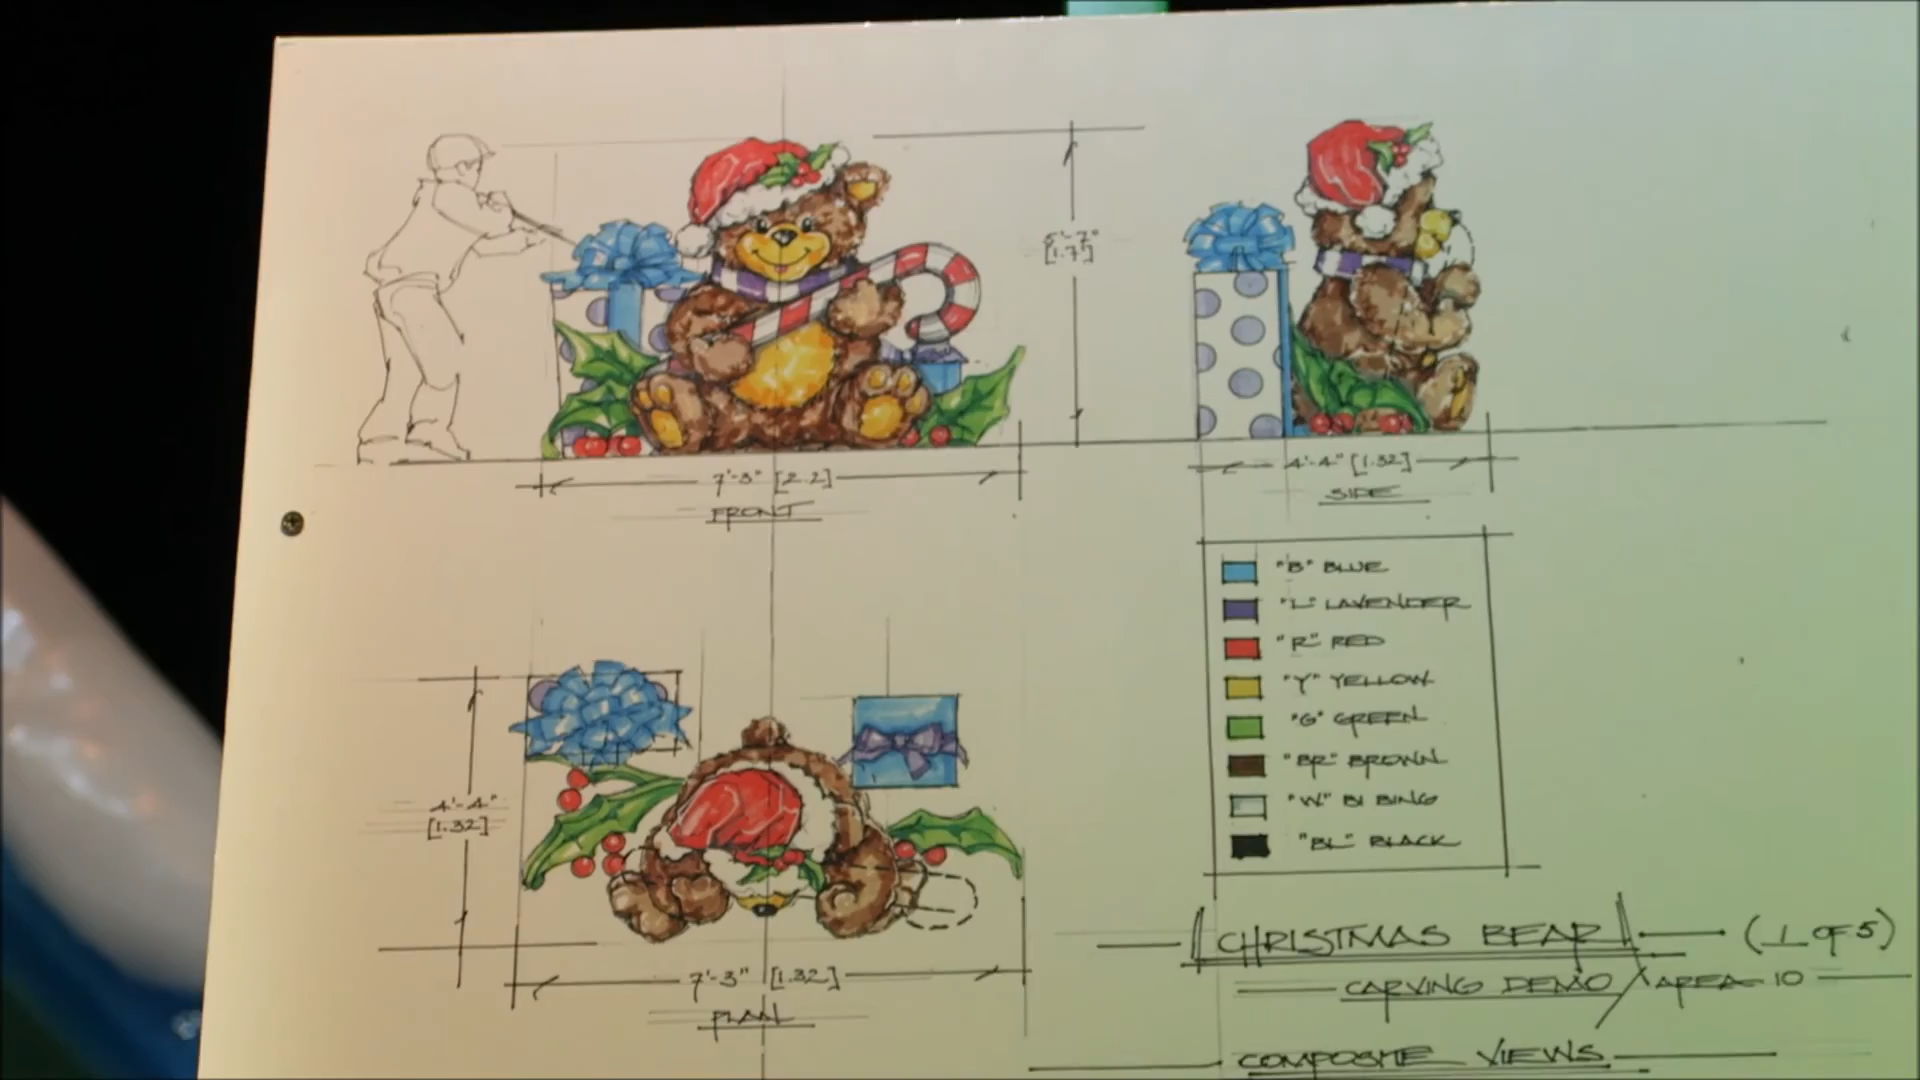 5'-7"
[1.7]
7'-3" [2.2]
FRONT
4'-4" [1.32]
SIDE
"B" BLUE
"L" LAVENDER
"R" RED
"Y" YELLOW
"G" GREEN
"BR" BROWN
"W" BI BING
"BL" BLACK
4'-4"
[1.32]
7'-3" [1.32]
PLAN
CHRISTMAS BEAR (1 OF 5)
CARVING DEMO / AREA 10
COMPOSITE VIEWS